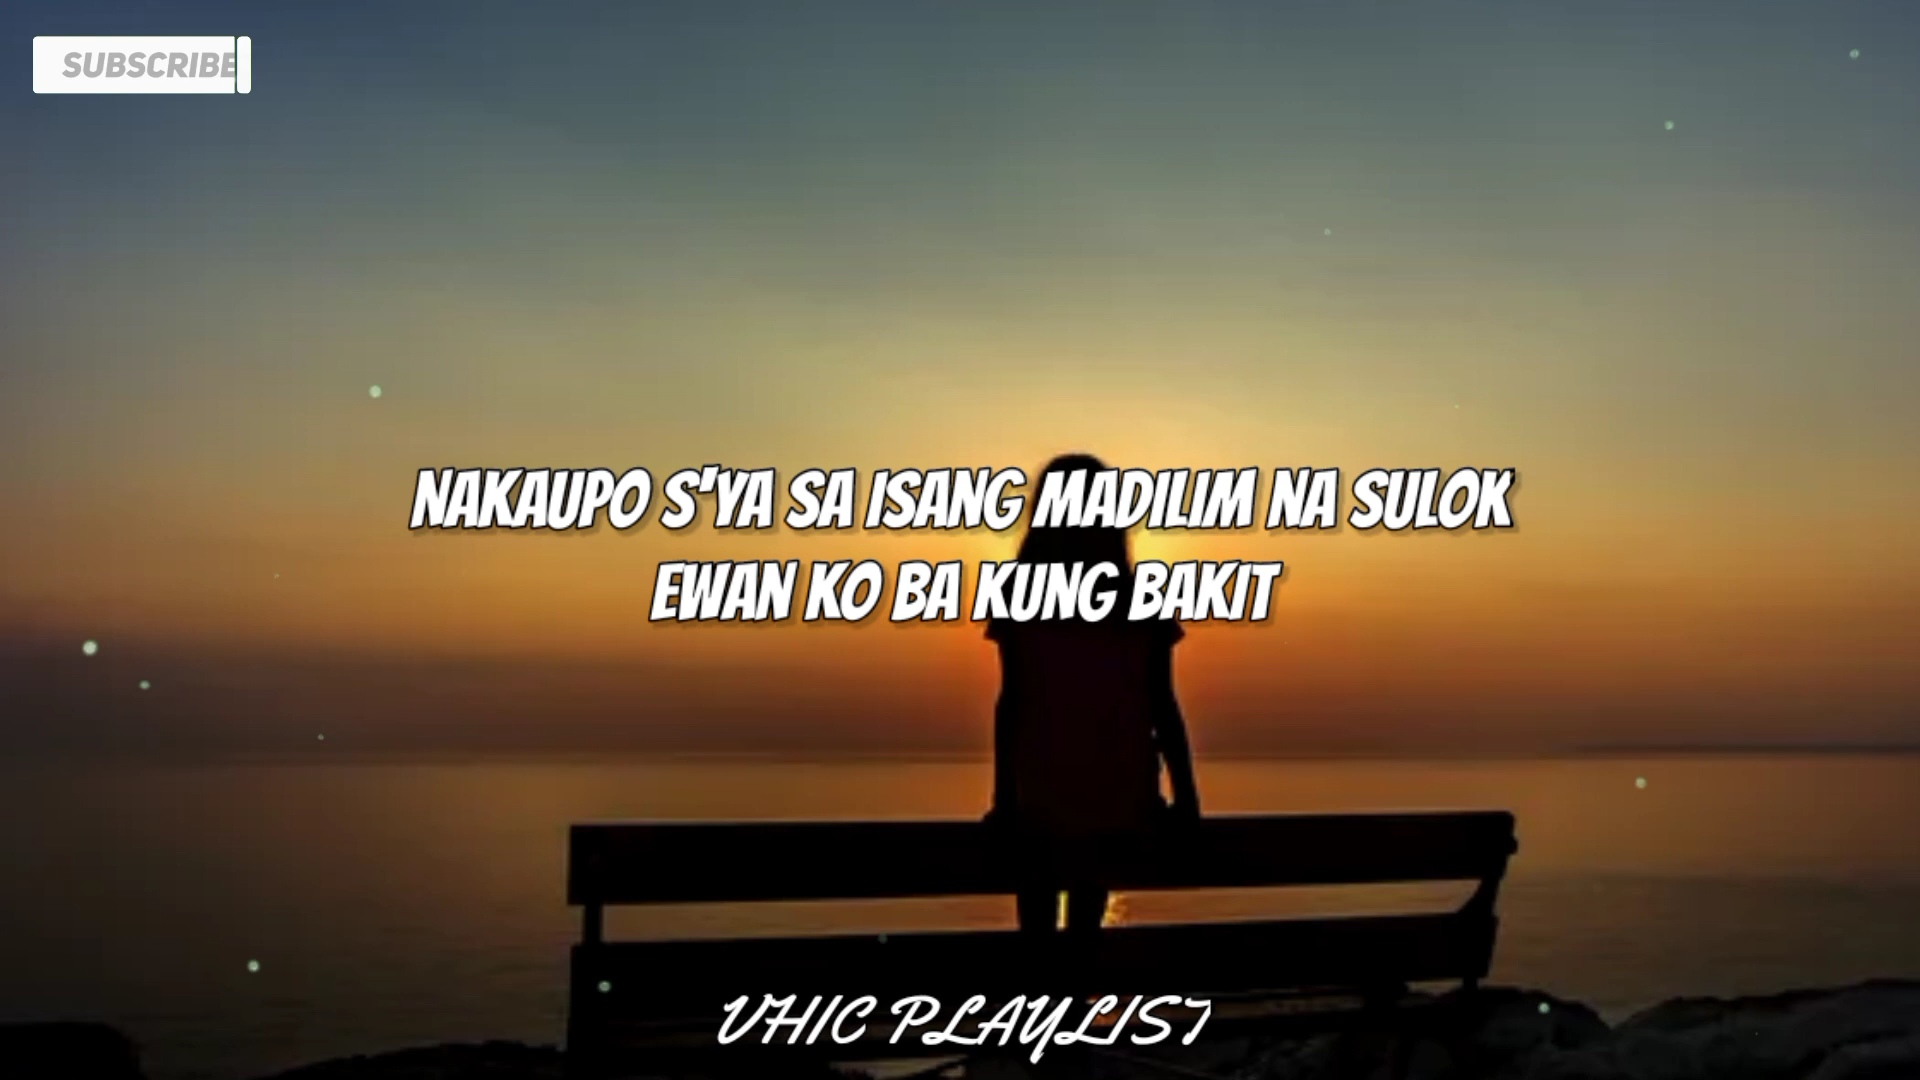 SUBSCRIBE
NAKAUPO S'YA SA ISANG MADILIM NA SULOK
EWAN KO BA KUNG BAKIT
VHIC PLAYLIST